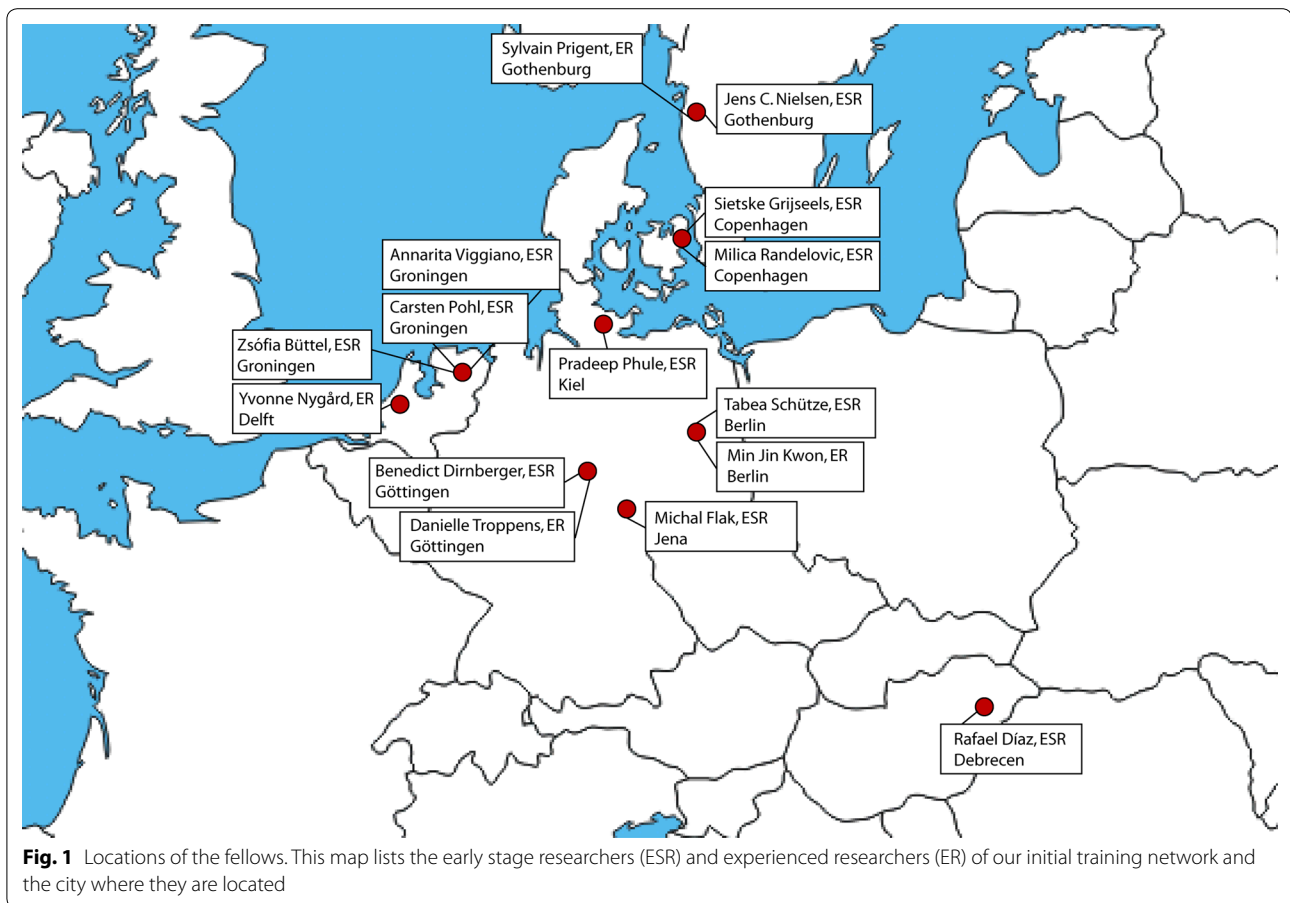 Sylvain Prigent, ER
Gothenburg
Jens C. Nielsen, ESR
Gothenburg
Sietske Grijseels, ESR
Copenhagen
Milica Randelovic, ESR
Copenhagen
Annarita Viggiano, ESR
Groningen
Carsten Pohl, ESR
Groningen
Zsófia Büttel, ESR
Groningen
Yvonne Nygård, ER
Delft
Pradeep Phule, ESR
Kiel
Tabea Schütze, ESR
Berlin
Min Jin Kwon, ER
Berlin
Benedict Dirnberger, ESR
Göttingen
Danielle Troppens, ER
Göttingen
Michal Flak, ESR
Jena
Rafael Díaz, ESR
Debrecen
Fig. 1 Locations of the fellows. This map lists the early stage researchers (ESR) and experienced researchers (ER) of our initial training network and
the city where they are located